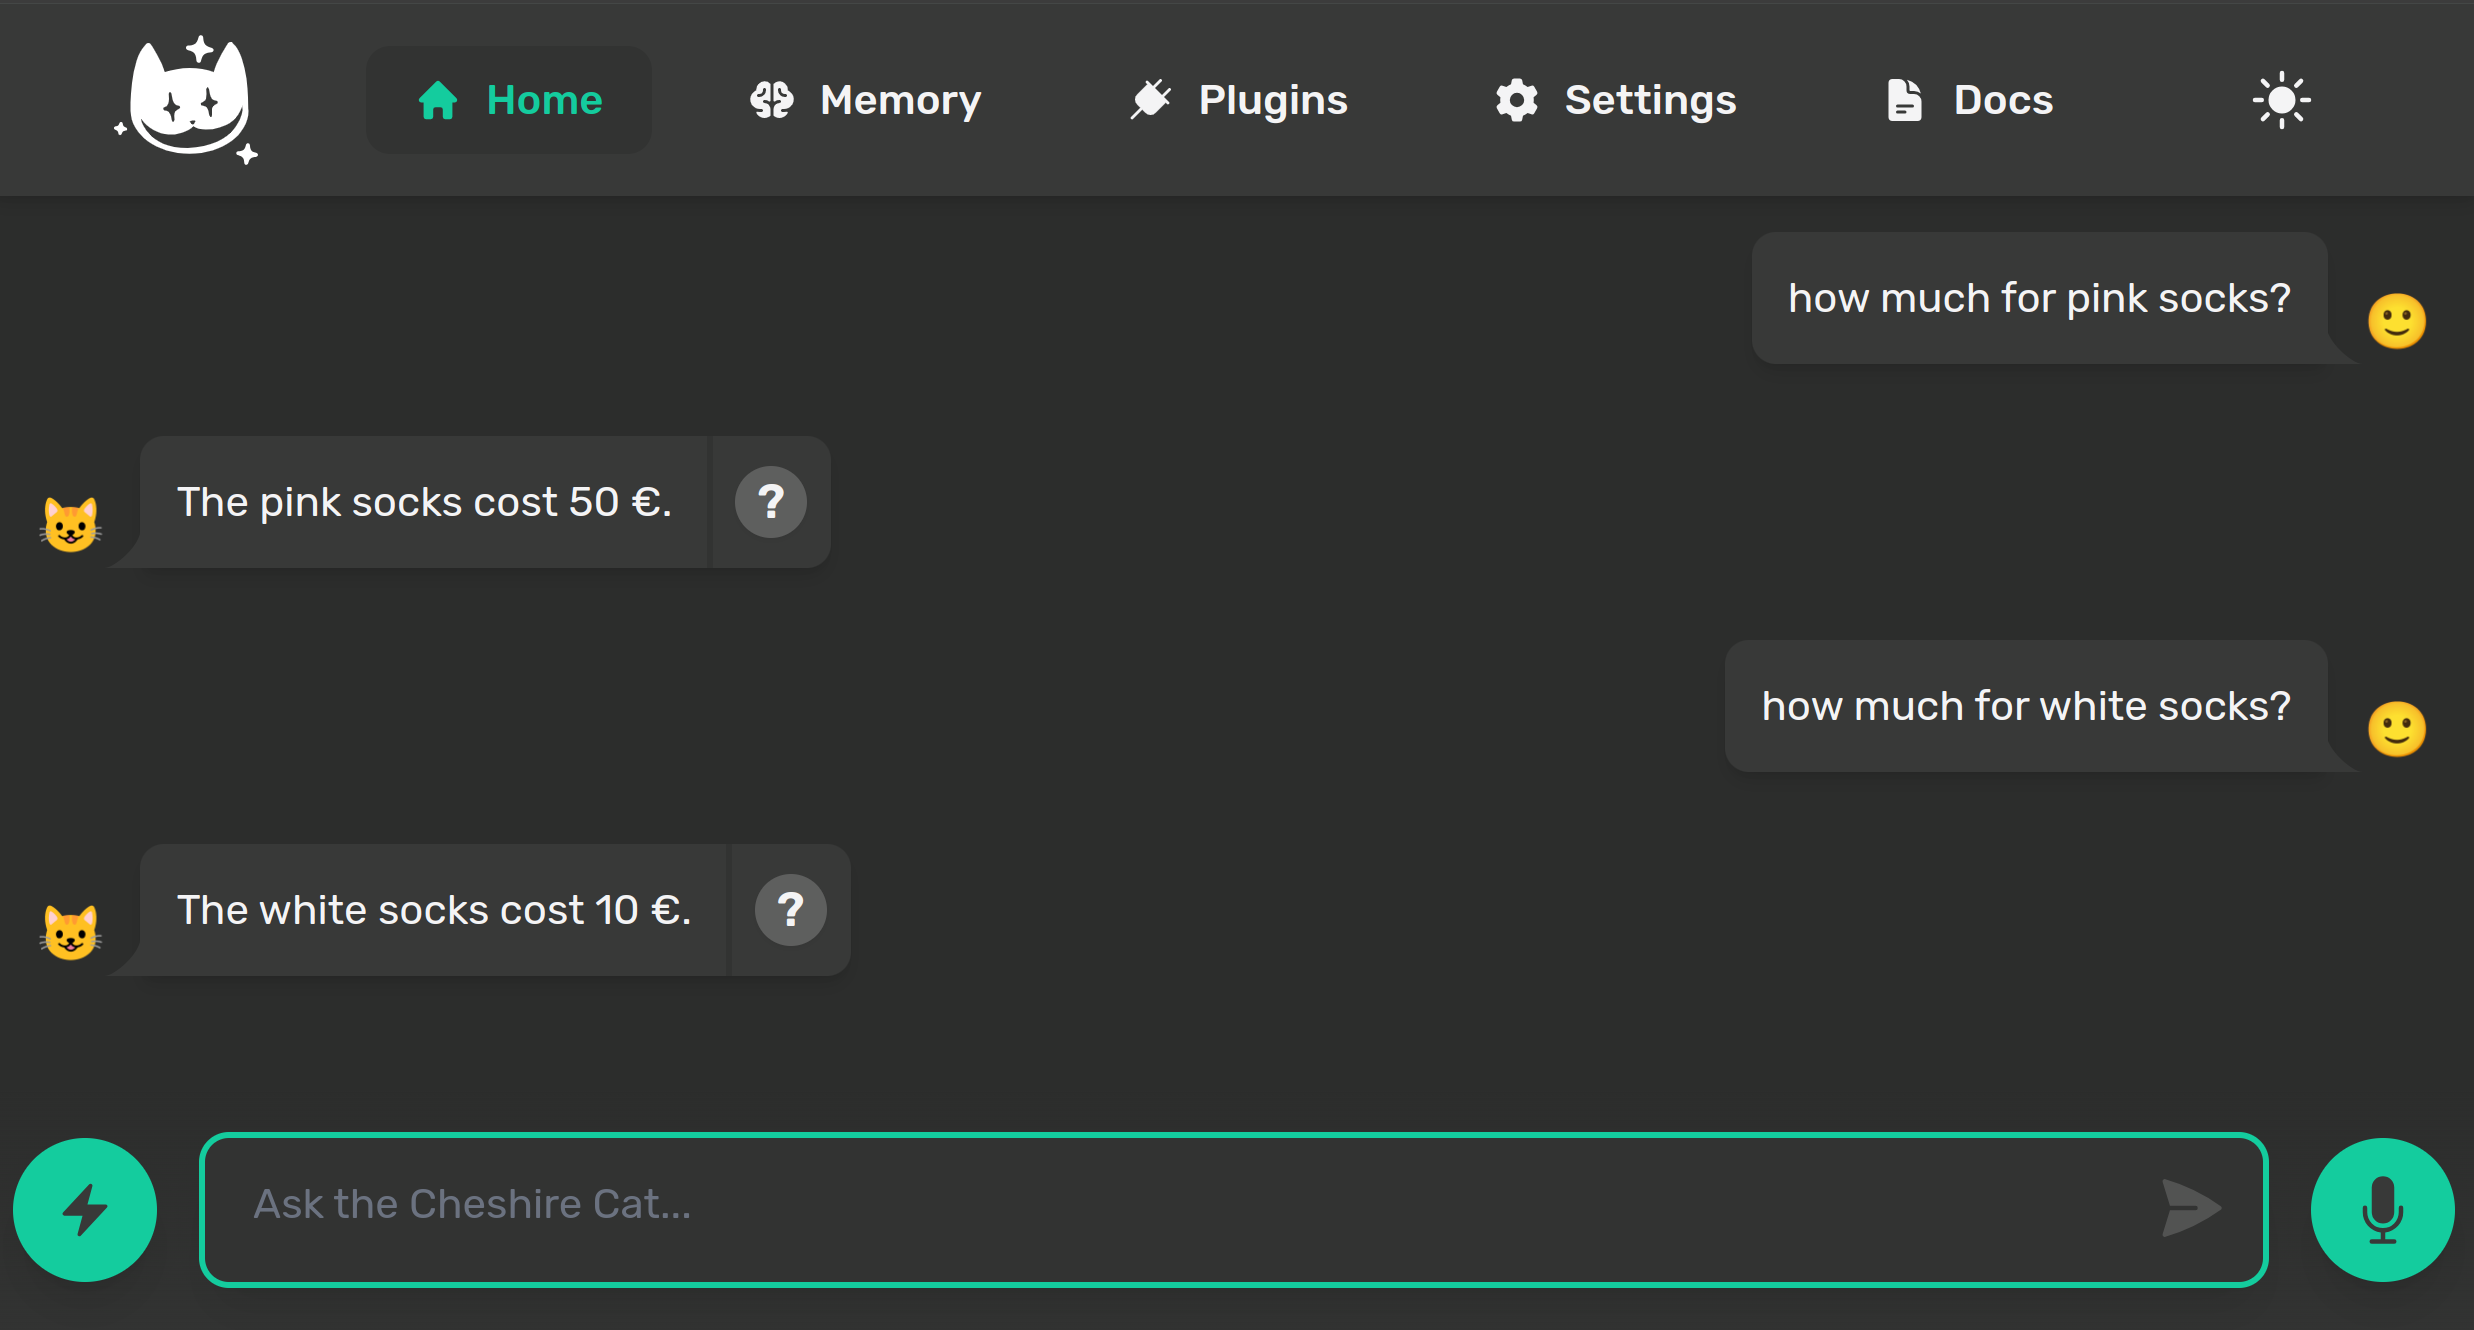 Home
Memory
Plugins
Settings
Docs
how much for pink socks?
The pink socks cost 50 €.
?
how much for white socks?
The white socks cost 10 €.
?
Ask the Cheshire Cat...